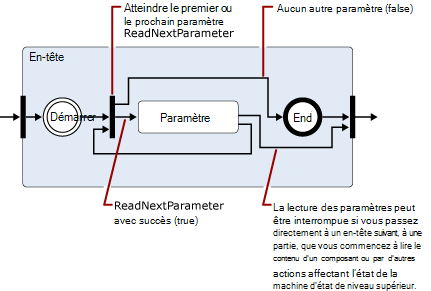 Atteindre le premier ou
le prochain paramètre
ReadNextParameter
Aucun autre paramètre (false)
En-tête
Démarrer
Paramètre
End
ReadNextParameter
avec succès (true)
La lecture des paramètres peut
être interrompue si vous passez
directement à un en-tête suivant, à une
partie, que vous commencez à lire le
contenu d'un composant ou par d'autres
actions affectant l'état de la
machine d'état de niveau supérieur.